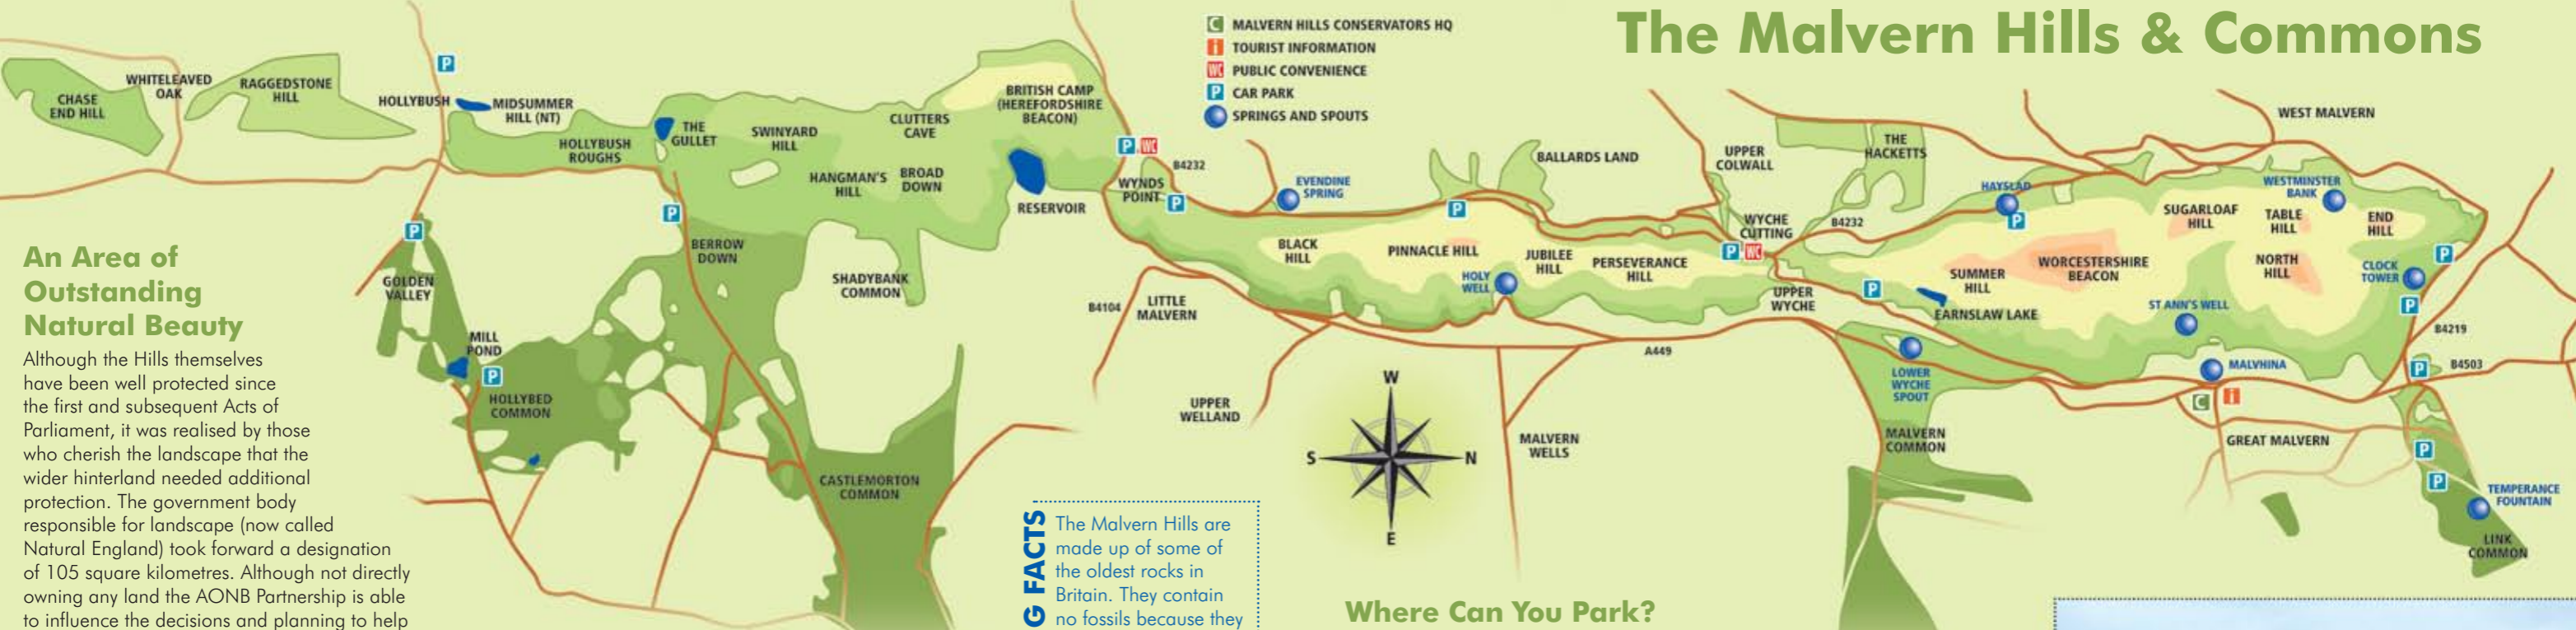 The Malvern Hills & Commons
MALVERN HILLS CONSERVATORS HQ
TOURIST INFORMATION
WC PUBLIC CONVENIENCE
P CAR PARK
SPRINGS AND SPOUTS
CHASE
END HILL
WHITELEAVED
OAK
RAGGEDSTONE
HILL
P
HOLLYBUSH
MIDSUMMER
HILL (NT)
HOLLYBUSH
ROUGHS
THE
GULLET
SWINYARD
HILL
CLUTTERS
CAVE
BRITISH CAMP
(HEREFORDSHIRE
BEACON)
HANGMAN'S
HILL
BROAD
DOWN
RESERVOIR
P WC
B4232
WYNDS
POINT
P
EVENDINE
SPRING
P
BALLARDS LAND
UPPER
COLWALL
THE
HACKETTS
WEST MALVERN
HAYSLAD
P
WESTMINSTER
BANK
P
P
BERROW
DOWN
GOLDEN
VALLEY
SHADYBANK
COMMON
B4104
LITTLE
MALVERN
BLACK
HILL
PINNACLE HILL
HOLY
WELL
JUBILEE
HILL
PERSEVERANCE
HILL
WYCHE
CUTTING
P WC
B4232
UPPER
WYCHE
P
SUMMER
HILL
EARNSLAW LAKE
WORCESTERSHIRE
BEACON
SUGARLOAF
HILL
TABLE
HILL
END
HILL
NORTH
HILL
CLOCK
TOWER
P
P
ST ANN'S WELL
B4219
MALVHINA
P
B4503
C i
GREAT MALVERN
LOWER
WYCHE
SPOUT
MALVERN
COMMON
A449
MALVERN
WELLS
UPPER
WELLAND
MILL
POND
P
HOLLYBED
COMMON
CASTLEMORTON
COMMON
P
P
TEMPERANCE
FOUNTAIN
LINK
COMMON
W
S N
E
An Area of
Outstanding
Natural Beauty
Although the Hills themselves
have been well protected since
the first and subsequent Acts of
Parliament, it was realised by those
who cherish the landscape that the
wider hinterland needed additional
protection. The government body
responsible for landscape (now called
Natural England) took forward a designation
of 105 square kilometres. Although not directly
owning any land the AONB Partnership is able
to influence the decisions and planning to help
G FACTS
The Malvern Hills are
made up of some of
the oldest rocks in
Britain. They contain
no fossils because they
Where Can You Park?